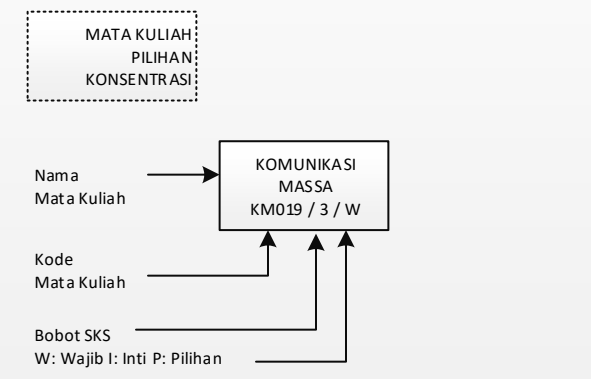 MATA KULIAH
PILIHAN
KONSENTRASI
KOMUNIKASI
MASSA
KM019 / 3 / W
Nama
Mata Kuliah
Kode
Mata Kuliah
Bobot SKS
W: Wajib I: Inti P: Pilihan